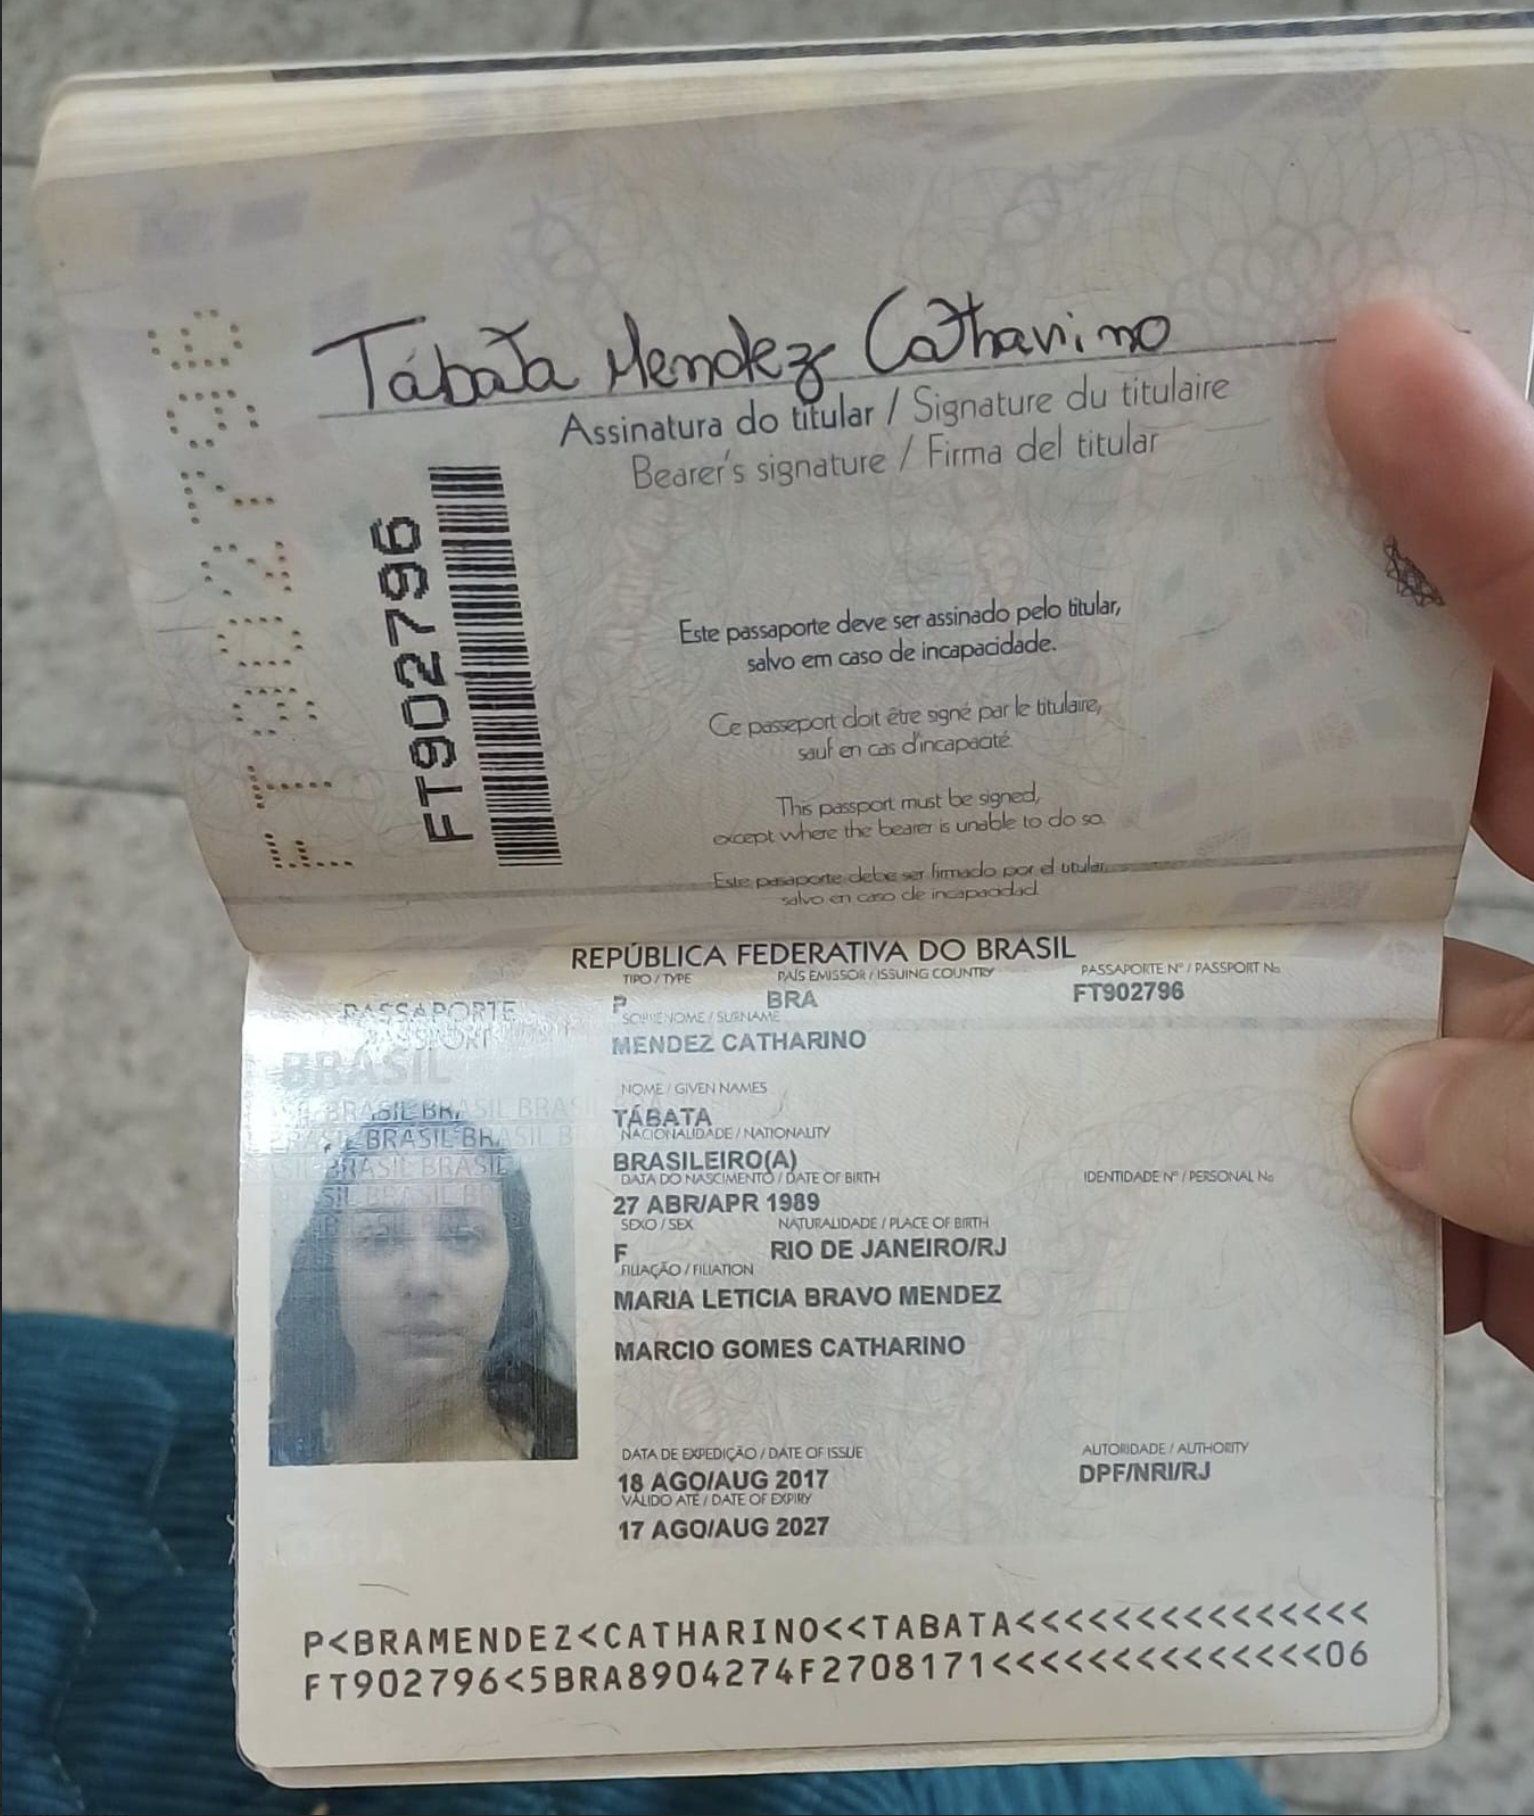 Tábata Mendez Catharino
Assinatura do titular / Signature du titulaire
Bearer's signature / Firma del titular
FT902796
FT902796
Este passaporte deve ser assinado pelo titular,
salvo em caso de incapacidade.
Ce passeport doit être signé par le titulaire,
sauf en cas d'incapacité.
This passport must be signed,
except where the bearer is unable to do so.
Este pasaporte debe ser firmado por el titular,
salvo en caso de incapacidad.
REPÚBLICA FEDERATIVA DO BRASIL
TIPO / TYPE PAÍS EMISSOR / ISSUING COUNTRY PASSAPORTE Nº / PASSPORT No
P BRA FT902796
PASSAPORTE
PASSPORT
BRASIL
SOBRENOME / SURNAME
MENDEZ CATHARINO
NOME / GIVEN NAMES
TÁBATA
BRASIL BRASIL BRASIL
BRASIL BRASIL BRASIL
BRASIL BRASIL
NACIONALIDADE / NATIONALITY
BRASILEIRO(A)
DATA DO NASCIMENTO / DATE OF BIRTH IDENTIDADE Nº / PERSONAL No
27 ABR/APR 1989
SEXO / SEX NATURALIDADE / PLACE OF BIRTH
F RIO DE JANEIRO/RJ
FILIAÇÃO / FILIATION
MARIA LETICIA BRAVO MENDEZ
MARCIO GOMES CATHARINO
DATA DE EXPEDIÇÃO / DATE OF ISSUE AUTORIDADE / AUTHORITY
18 AGO/AUG 2017 DPF/NRI/RJ
VÁLIDO ATÉ / DATE OF EXPIRY
17 AGO/AUG 2027
P<BRAMENDEZ<CATHARINO<<TABATA<<<<<<<<<<<<<<<
FT902796<5BRA8904274F2708171<<<<<<<<<<<<<<06